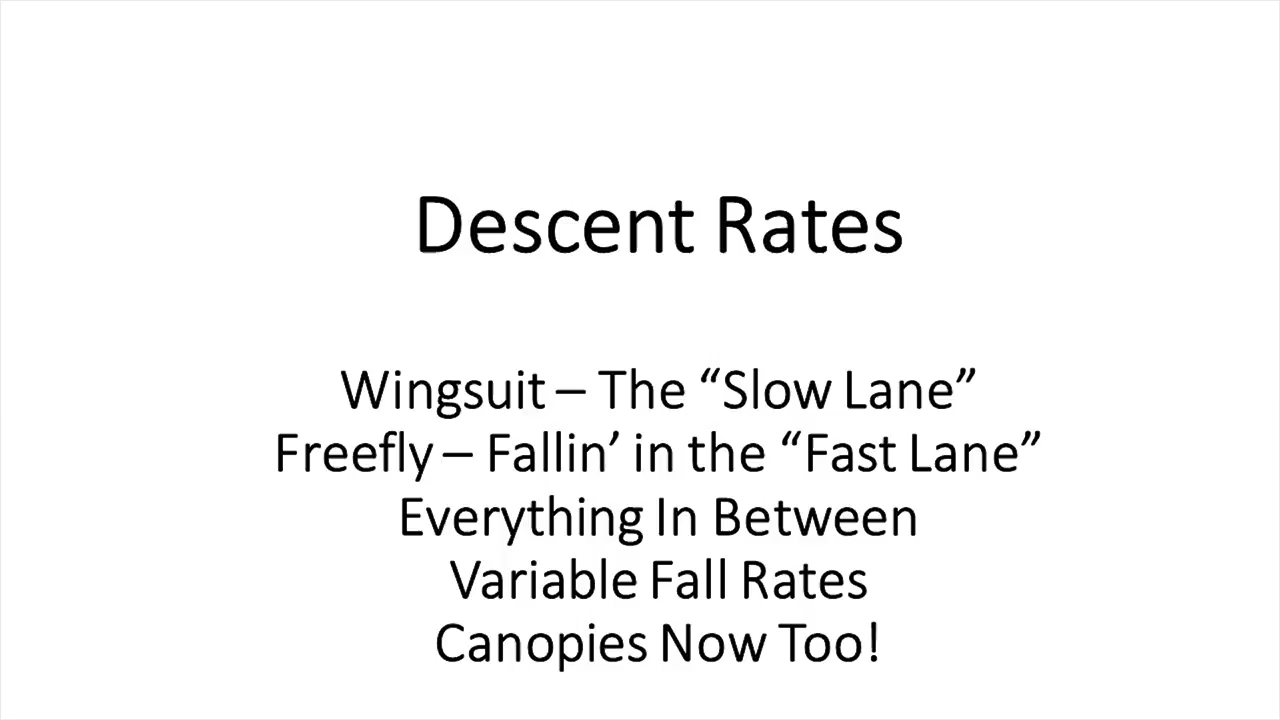 Descent Rates
Wingsuit – The “Slow Lane”
Freefly – Fallin’ in the “Fast Lane”
Everything In Between
Variable Fall Rates
Canopies Now Too!